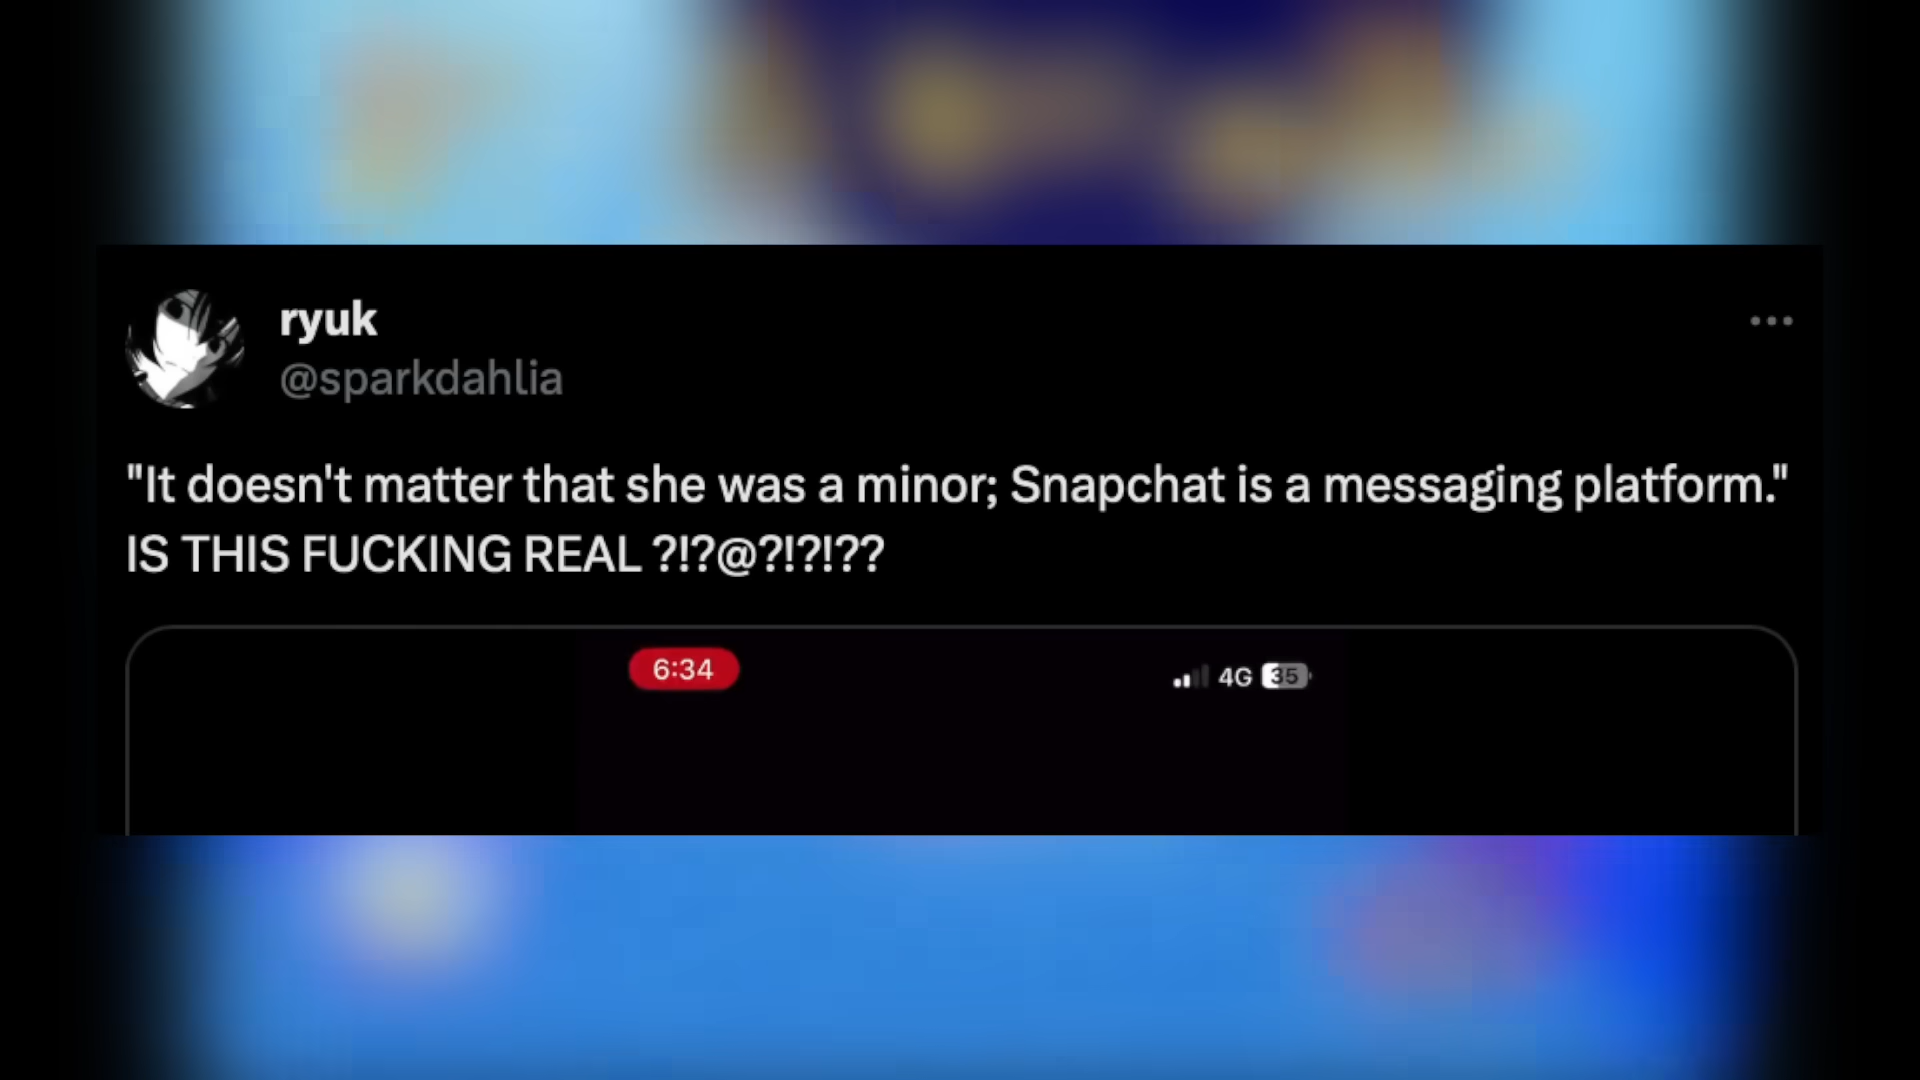 ryuk
@sparkdahlia
"It doesn't matter that she was a minor; Snapchat is a messaging platform."
IS THIS FUCKING REAL ?!?@?!?!??
6:34 4G 35